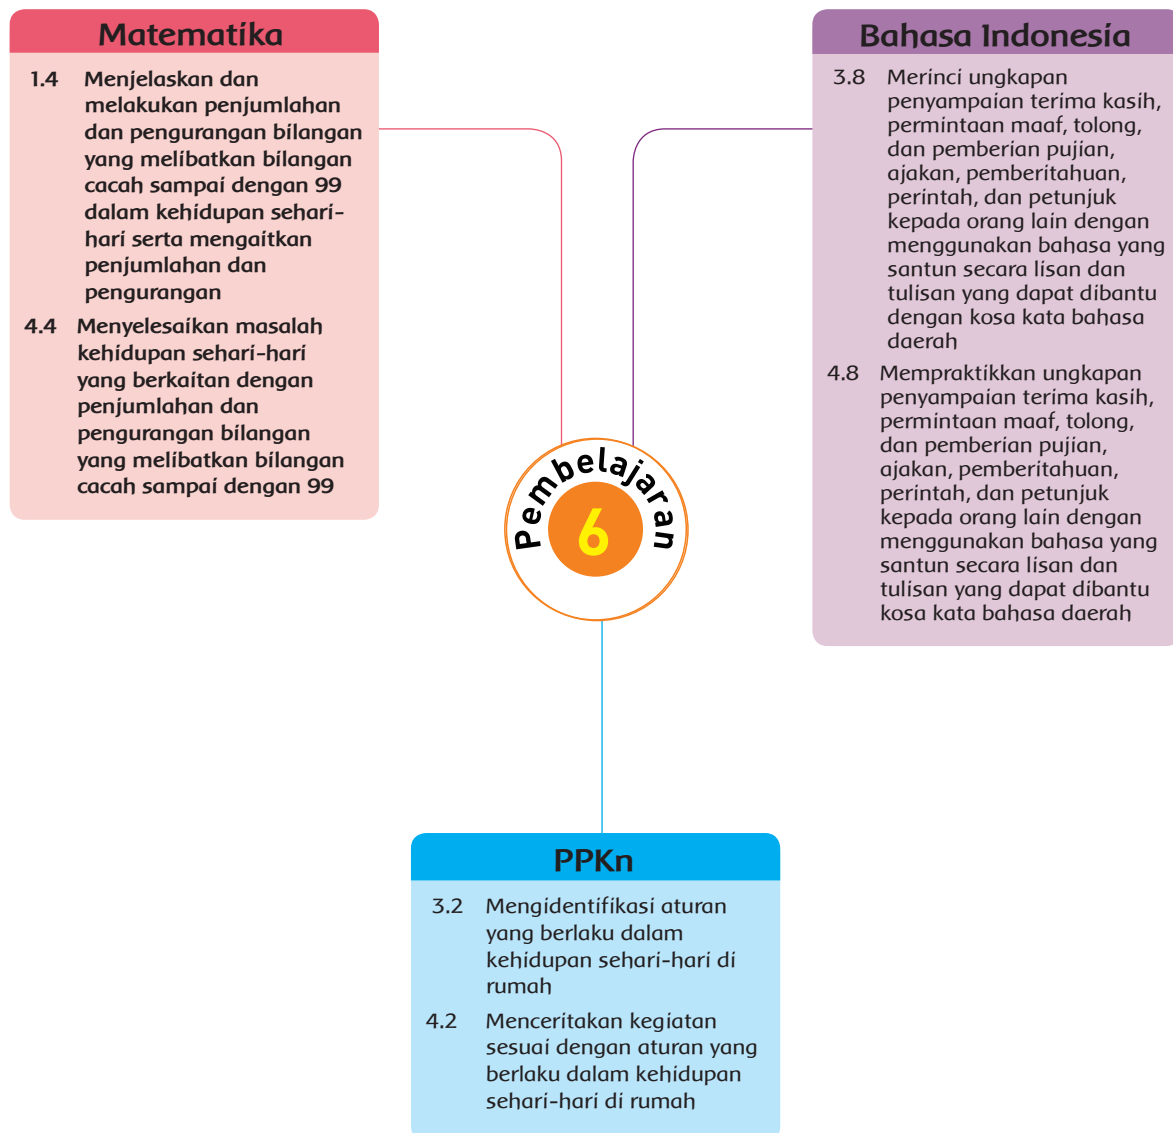 Matematika
1.4 Menjelaskan dan
melakukan penjumlahan
dan pengurangan bilangan
yang melibatkan bilangan
cacah sampai dengan 99
dalam kehidupan sehari-
hari serta mengaitkan
penjumlahan dan
pengurangan
4.4 Menyelesaikan masalah
kehidupan sehari-hari
yang berkaitan dengan
penjumlahan dan
pengurangan bilangan
yang melibatkan bilangan
cacah sampai dengan 99
Bahasa Indonesia
3.8 Merinci ungkapan
penyampaian terima kasih,
permintaan maaf, tolong,
dan pemberian pujian,
ajakan, pemberitahuan,
perintah, dan petunjuk
kepada orang lain dengan
menggunakan bahasa yang
santun secara lisan dan
tulisan yang dapat dibantu
dengan kosa kata bahasa
daerah
4.8 Mempraktikkan ungkapan
penyampaian terima kasih,
permintaan maaf, tolong,
dan pemberian pujian,
ajakan, pemberitahuan,
perintah, dan petunjuk
kepada orang lain dengan
menggunakan bahasa yang
santun secara lisan dan
tulisan yang dapat dibantu
kosa kata bahasa daerah
Pembelajaran
6
PPKn
3.2 Mengidentifikasi aturan
yang berlaku dalam
kehidupan sehari-hari di
rumah
4.2 Menceritakan kegiatan
sesuai dengan aturan yang
berlaku dalam kehidupan
sehari-hari di rumah